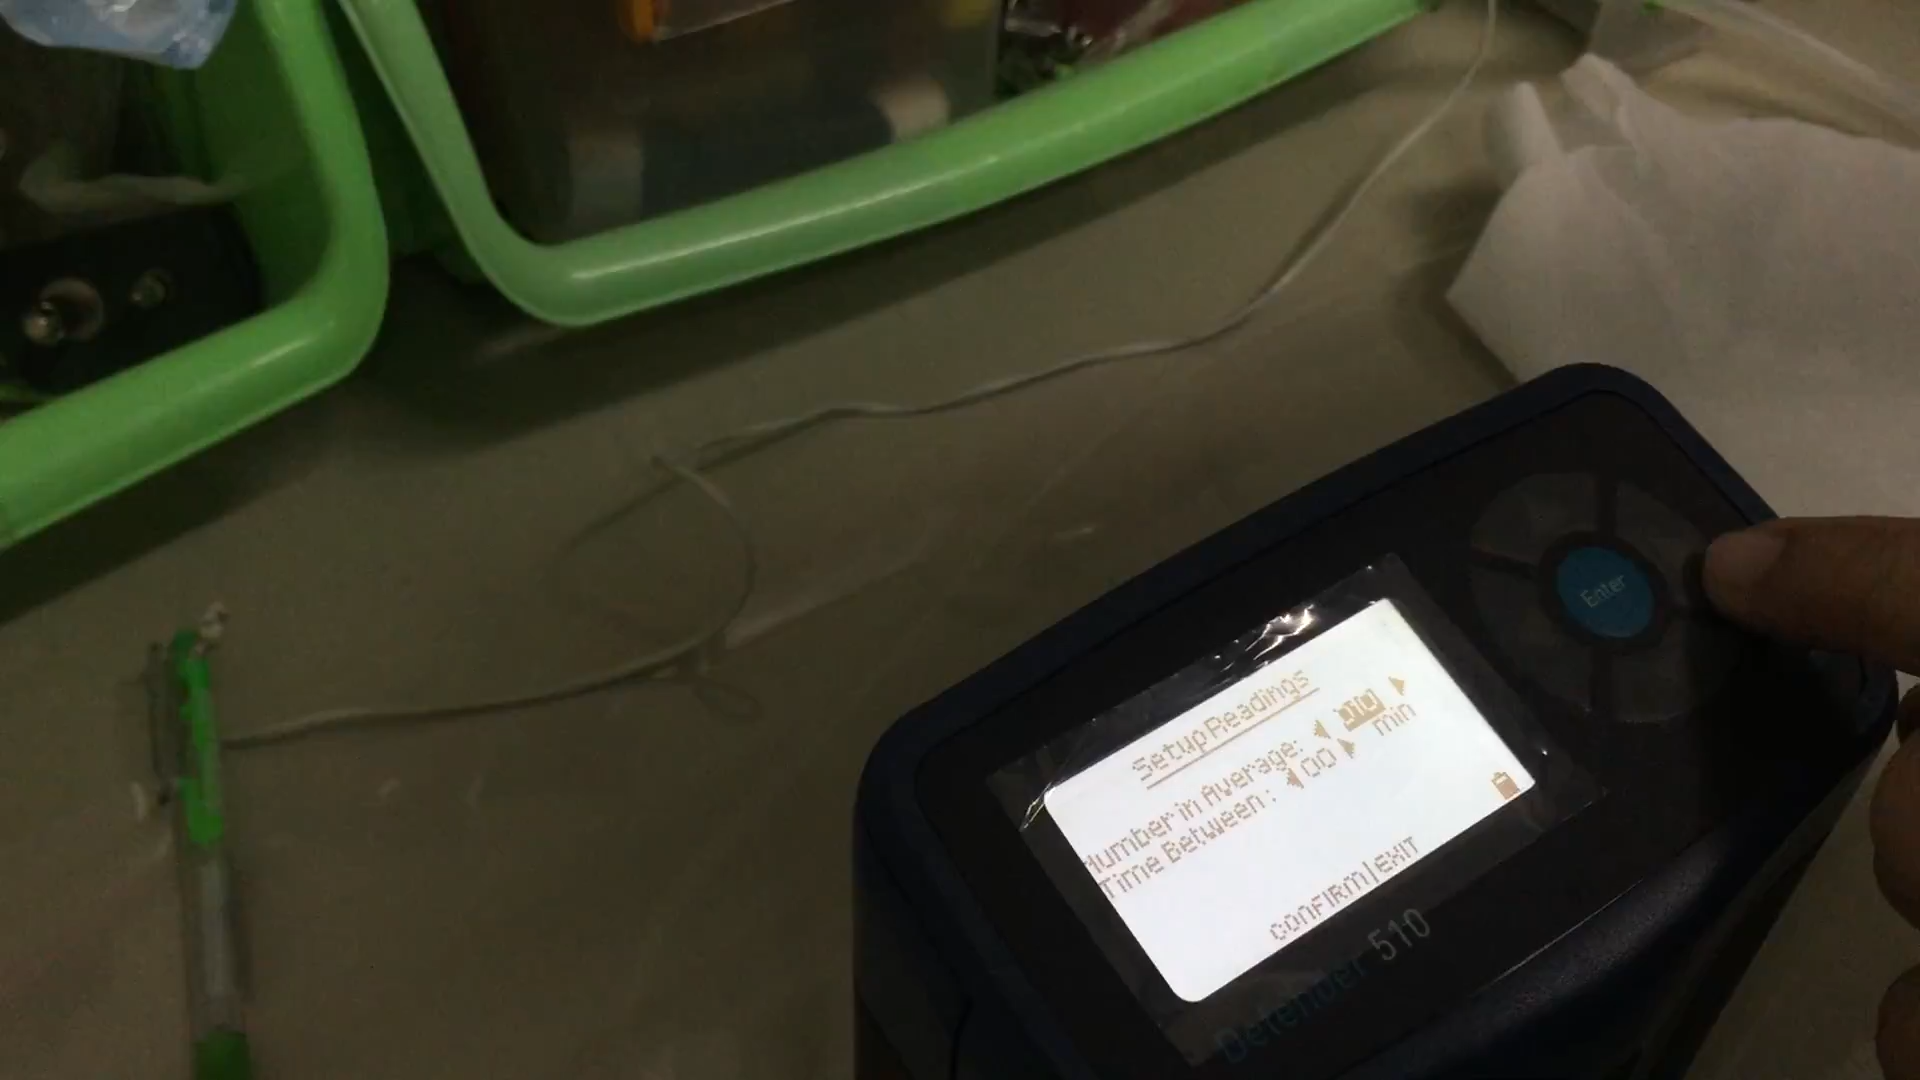 Setup Readings
Number in Average: ◀ 010 ▶
Time Between : ◀ 00 ▶ min
CONFIRM|EXIT
Defender 510
Enter